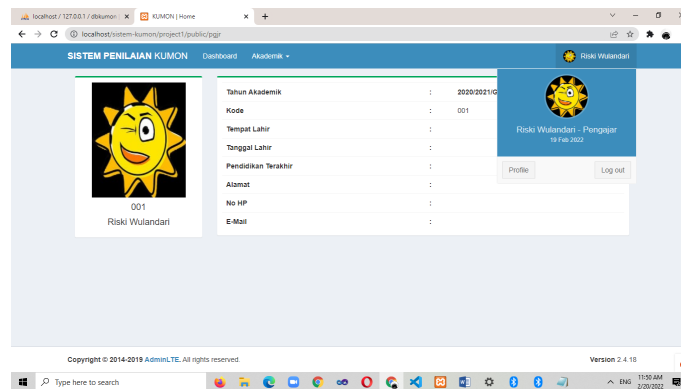 localhost / 127.0.0.1 / dbkumon |
KUMON | Home
localhost/sistem-kumon/project1/public/pgjr
SISTEM PENILAIAN KUMON Dashboard Akademik Riski Wulandari
Tahun Akademik : 2020/2021/G
Kode : 001
Tempat Lahir :
Tanggal Lahir :
Pendidikan Terakhir :
Alamat :
No HP :
E-Mail :
001
Riski Wulandari
Riski Wulandari - Pengajar
19 Feb 2022
Profile Log out
Copyright © 2014-2019 AdminLTE. All rights reserved. Version 2.4.18
Type here to search
ENG 11:50 AM
2/20/2022